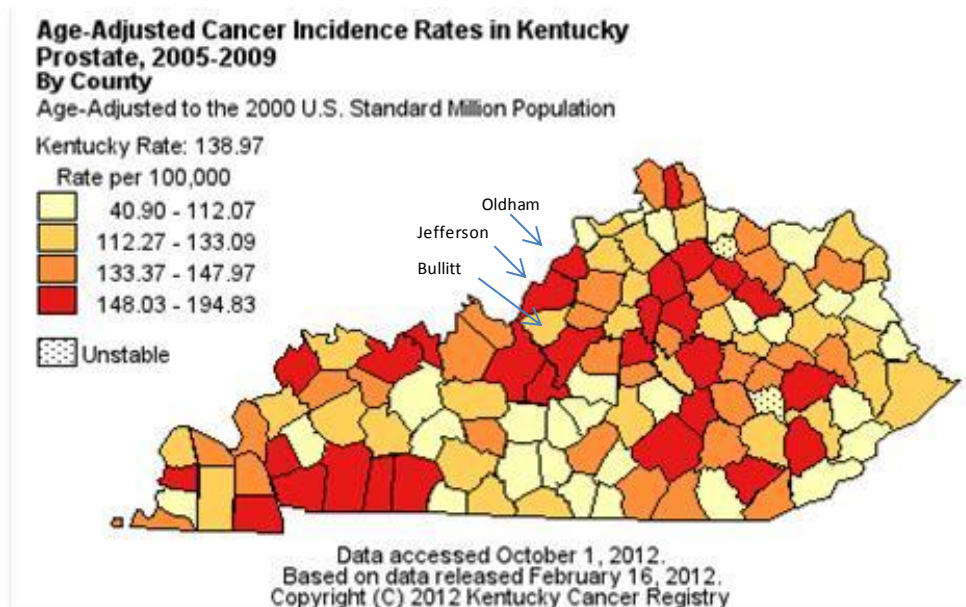 Age-Adjusted Cancer Incidence Rates in Kentucky
Prostate, 2005-2009
By County
Age-Adjusted to the 2000 U.S. Standard Million Population
Kentucky Rate: 138.97
Rate per 100,000
40.90 - 112.07
112.27 - 133.09
133.37 - 147.97
148.03 - 194.83
Unstable
Oldham
Jefferson
Bullitt
Data accessed October 1, 2012.
Based on data released February 16, 2012.
Copyright (C) 2012 Kentucky Cancer Registry